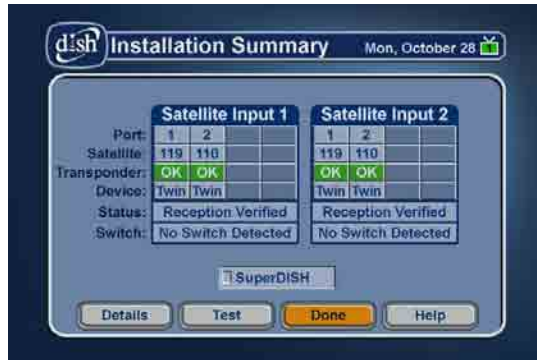 dish Installation Summary Mon, October 28
Satellite Input 1 Satellite Input 2
Port: 1 2 1 2
Satellite: 119 110 119 110
Transponder: OK OK OK OK
Device: Twin Twin Twin Twin
Status: Reception Verified Reception Verified
Switch: No Switch Detected No Switch Detected
SuperDISH
Details Test Done Help